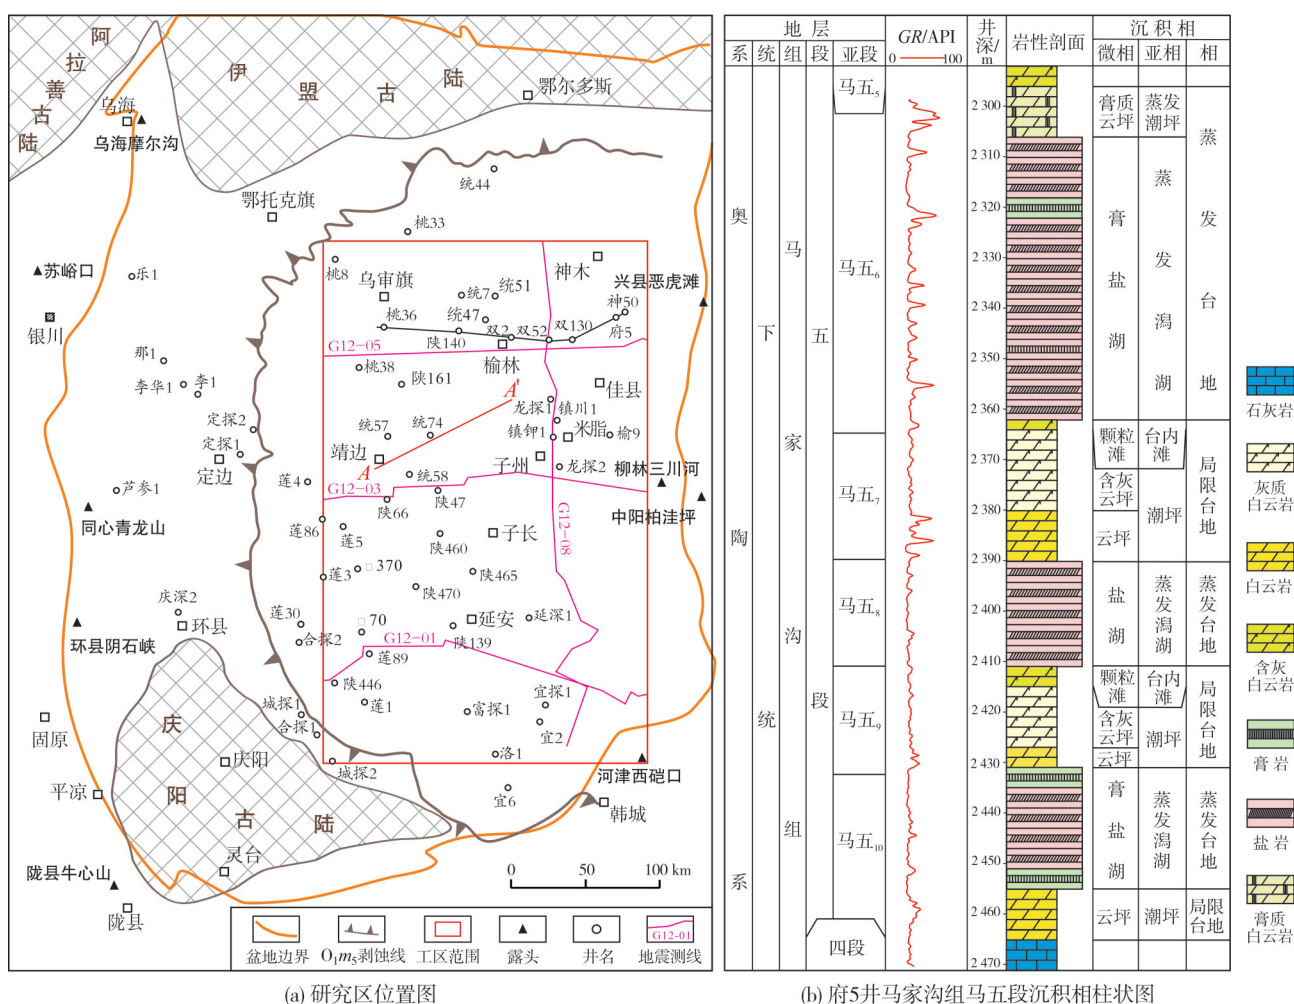 阿拉善古陆
伊盟古陆
鄂尔多斯
乌海
乌海摩尔沟
统44
鄂托克旗
桃33
苏峪口
乐1
桃8
乌审旗
神木
兴县恶虎滩
统7
统51
神50
银川
桃36
统47
双2
双52
双130
府5
陕140
G12-05
榆林
那1
桃38
陕161
A'
佳县
李华1
李1
龙探1
镇川1
定探2
统57
统74
镇钾1
米脂
榆9
定探1
靖边
子州
定边
A
统58
龙探2
柳林三川河
芦参1
莲4
G12-03
陕47
陕66
G12-08
中阳柏洼坪
同心青龙山
莲86
莲5
陕460
子长
莲3
370
陕465
陕470
庆深2
环县
莲30
70
延安
延深1
环县阴石峡
合探2
G12-01
陕139
莲89
陕446
宜探1
城探1
莲1
富探1
固原
合探1
宜2
庆阳古陆
庆阳
洛1
城探2
河津西硙口
平凉
宜6
韩城
灵台
陇县牛心山
陇县
0 50 100 km
盆地边界
O₁m₅剥蚀线
工区范围
露头
井名
G12-01
地震测线
(a) 研究区位置图
地层
GR/API
0 100
井深/m
岩性剖面
沉积相
系
统
组
段
亚段
微相
亚相
相
奥陶系
下统
马家沟组
五段
四段
马五₅
马五₆
马五₇
马五₈
马五₉
马五₁₀
2 300
2 310
2 320
2 330
2 340
2 350
2 360
2 370
2 380
2 390
2 400
2 410
2 420
2 430
2 440
2 450
2 460
2 470
膏质云坪
蒸发潮坪
蒸发台地
膏盐湖
蒸发潟湖
颗粒滩
台内滩
局限台地
含灰云坪
潮坪
云坪
盐湖
蒸发潟湖
蒸发台地
颗粒滩
台内滩
局限台地
含灰云坪
潮坪
云坪
膏盐湖
蒸发潟湖
蒸发台地
云坪
潮坪
局限台地
石灰岩
灰质白云岩
白云岩
含灰白云岩
膏岩
盐岩
膏质白云岩
(b) 府5井马家沟组马五段沉积相柱状图